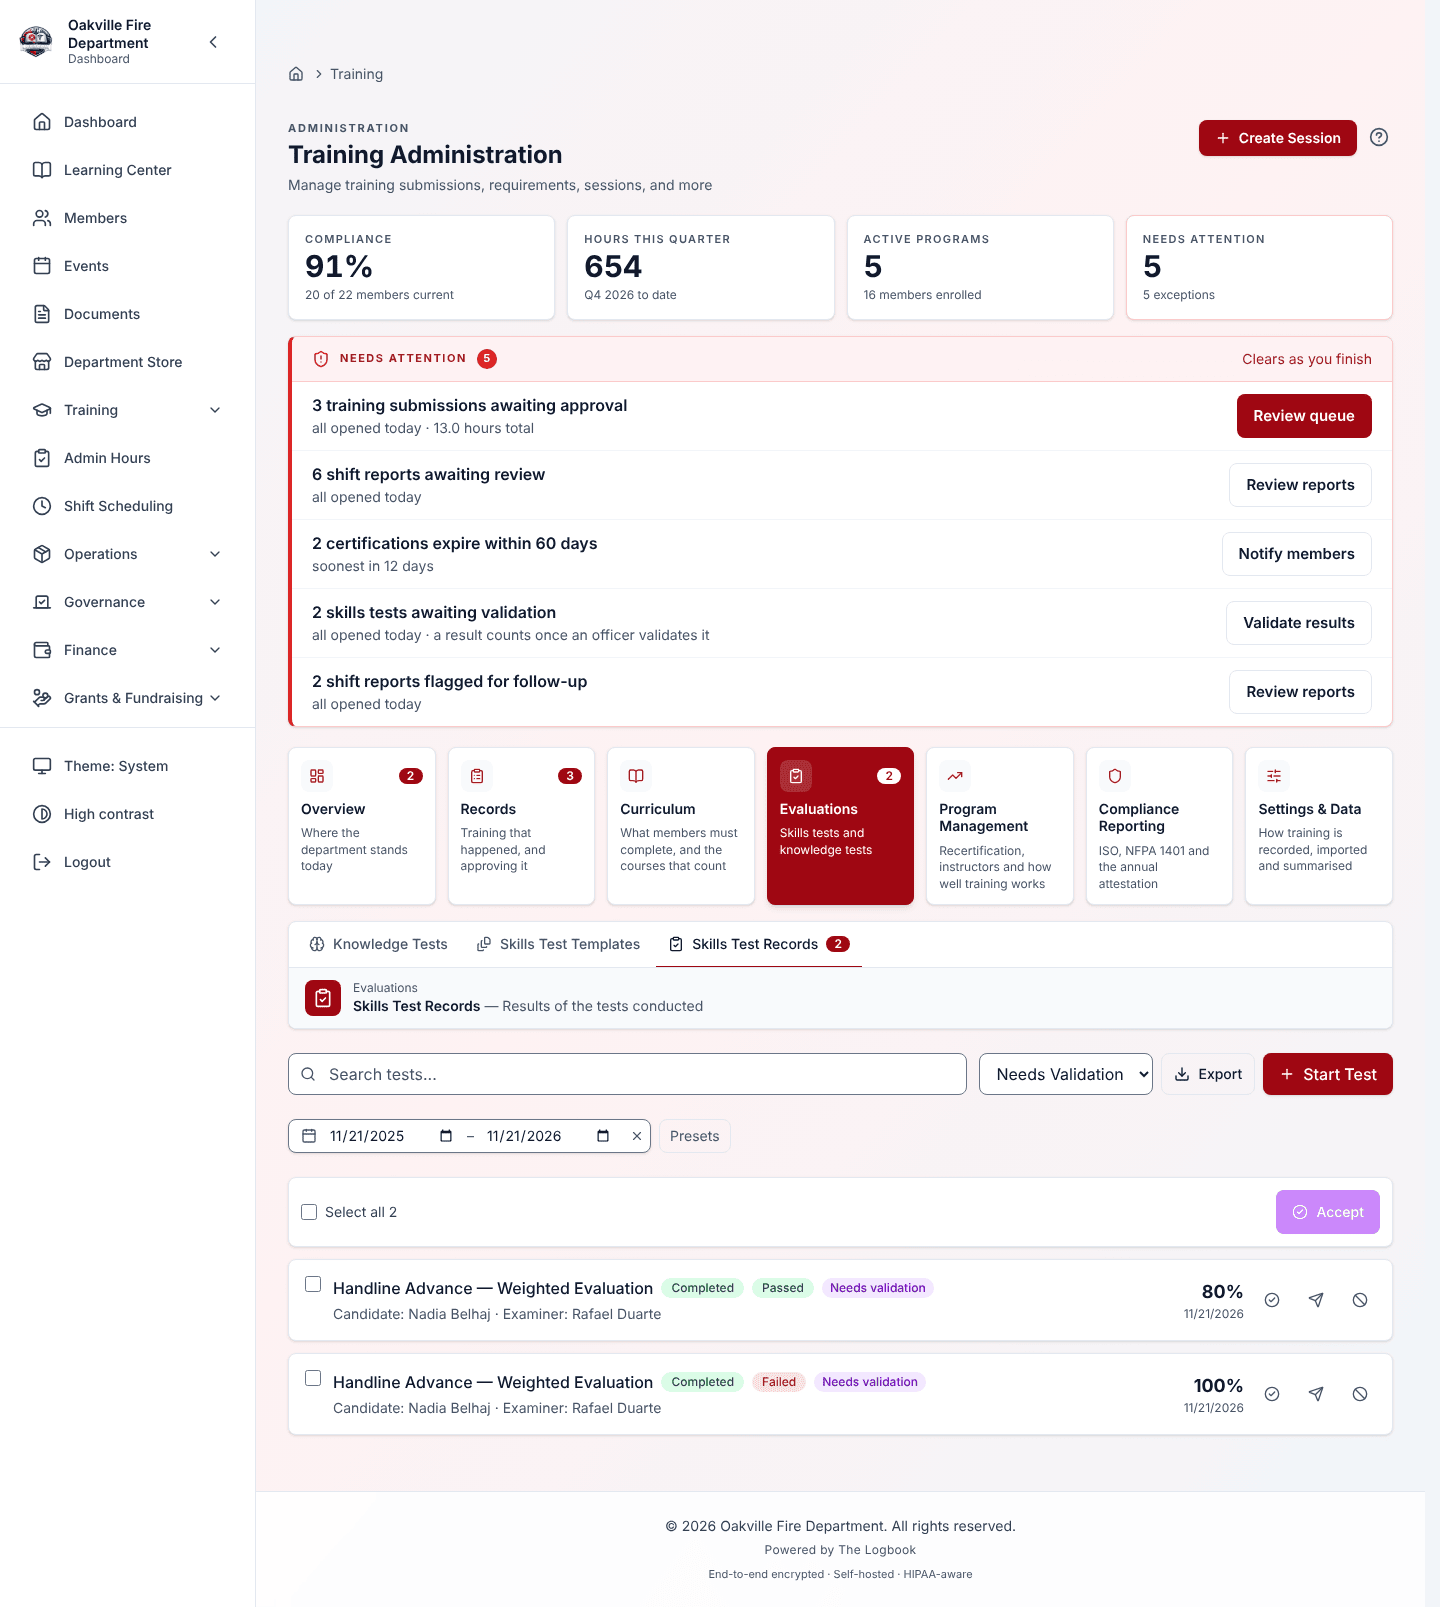 Oakville Fire
Department
Dashboard
Dashboard
Learning Center
Members
Events
Documents
Department Store
Training
Admin Hours
Shift Scheduling
Operations
Governance
Finance
Grants & Fundraising
Theme: System
High contrast
Logout
Training
ADMINISTRATION
Training Administration
Manage training submissions, requirements, sessions, and more
Create Session
COMPLIANCE
91%
20 of 22 members current
HOURS THIS QUARTER
654
Q4 2026 to date
ACTIVE PROGRAMS
5
16 members enrolled
NEEDS ATTENTION
5
5 exceptions
NEEDS ATTENTION 5
Clears as you finish
3 training submissions awaiting approval
all opened today · 13.0 hours total
Review queue
6 shift reports awaiting review
all opened today
Review reports
2 certifications expire within 60 days
soonest in 12 days
Notify members
2 skills tests awaiting validation
all opened today · a result counts once an officer validates it
Validate results
2 shift reports flagged for follow-up
all opened today
Review reports
2
Overview
Where the
department stands
today
3
Records
Training that
happened, and
approving it
Curriculum
What members must
complete, and the
courses that count
2
Evaluations
Skills tests and
knowledge tests
Program
Management
Recertification,
instructors and how
well training works
Compliance
Reporting
ISO, NFPA 1401 and
the annual
attestation
Settings & Data
How training is
recorded, imported
and summarised
Knowledge Tests
Skills Test Templates
Skills Test Records 2
Evaluations
Skills Test Records — Results of the tests conducted
Search tests...
Needs Validation
Export
Start Test
11/21/2025 – 11/21/2026
Presets
Select all 2
Accept
Handline Advance — Weighted Evaluation Completed Passed Needs validation
Candidate: Nadia Belhaj · Examiner: Rafael Duarte
80%
11/21/2026
Handline Advance — Weighted Evaluation Completed Failed Needs validation
Candidate: Nadia Belhaj · Examiner: Rafael Duarte
100%
11/21/2026
© 2026 Oakville Fire Department. All rights reserved.
Powered by The Logbook
End-to-end encrypted · Self-hosted · HIPAA-aware